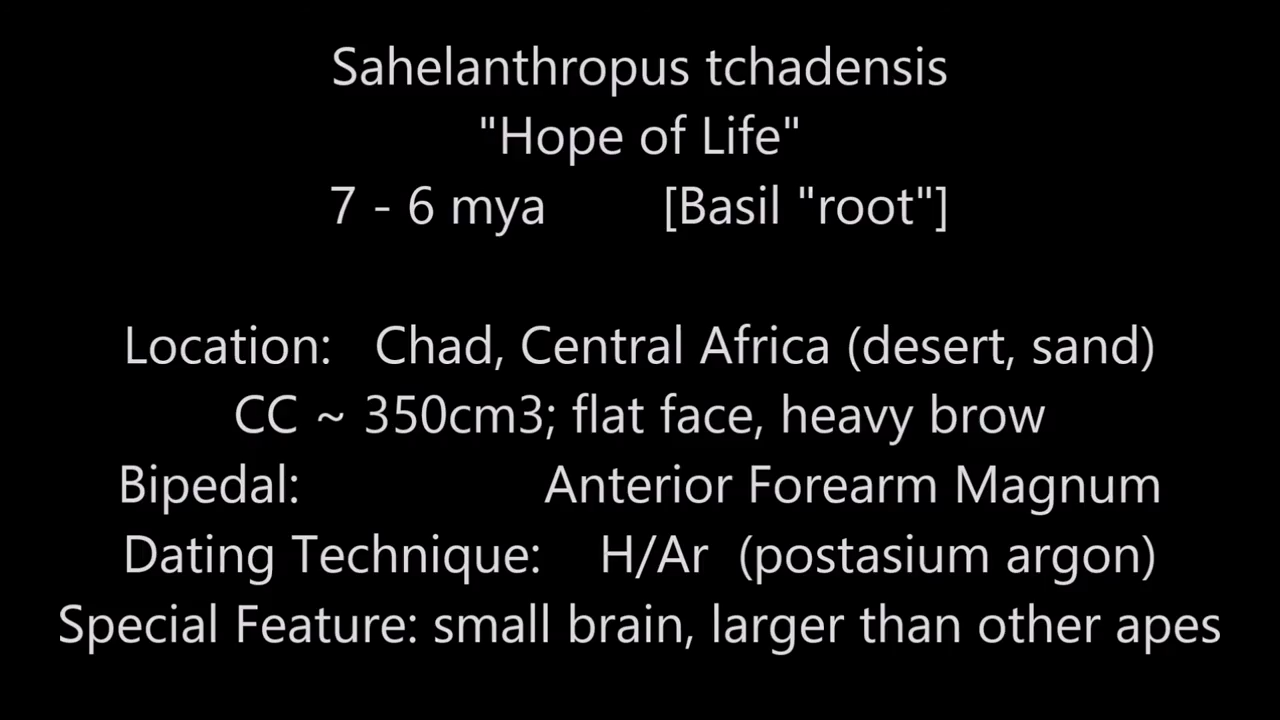 Sahelanthropus tchadensis
"Hope of Life"
7 - 6 mya [Basil "root"]
Location: Chad, Central Africa (desert, sand)
CC ~ 350cm3; flat face, heavy brow
Bipedal: Anterior Forearm Magnum
Dating Technique: H/Ar (postasium argon)
Special Feature: small brain, larger than other apes